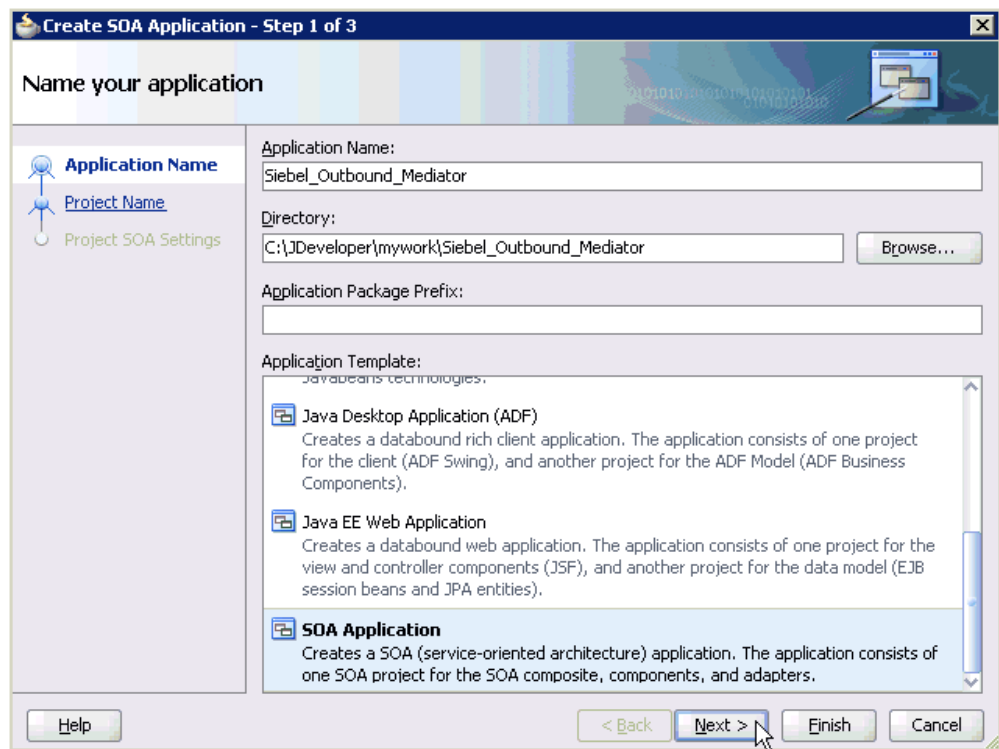 Create SOA Application - Step 1 of 3
Name your application
Application Name
Project Name
Project SOA Settings
Application Name:
Siebel_Outbound_Mediator
Directory:
C:\JDeveloper\mywork\Siebel_Outbound_Mediator
Browse...
Application Package Prefix:
Application Template:
Javabeans technologies.
Java Desktop Application (ADF)
Creates a databound rich client application. The application consists of one project
for the client (ADF Swing), and another project for the ADF Model (ADF Business
Components).
Java EE Web Application
Creates a databound web application. The application consists of one project for the
view and controller components (JSF), and another project for the data model (EJB
session beans and JPA entities).
SOA Application
Creates a SOA (service-oriented architecture) application. The application consists of
one SOA project for the SOA composite, components, and adapters.
Help
< Back
Next >
Finish
Cancel